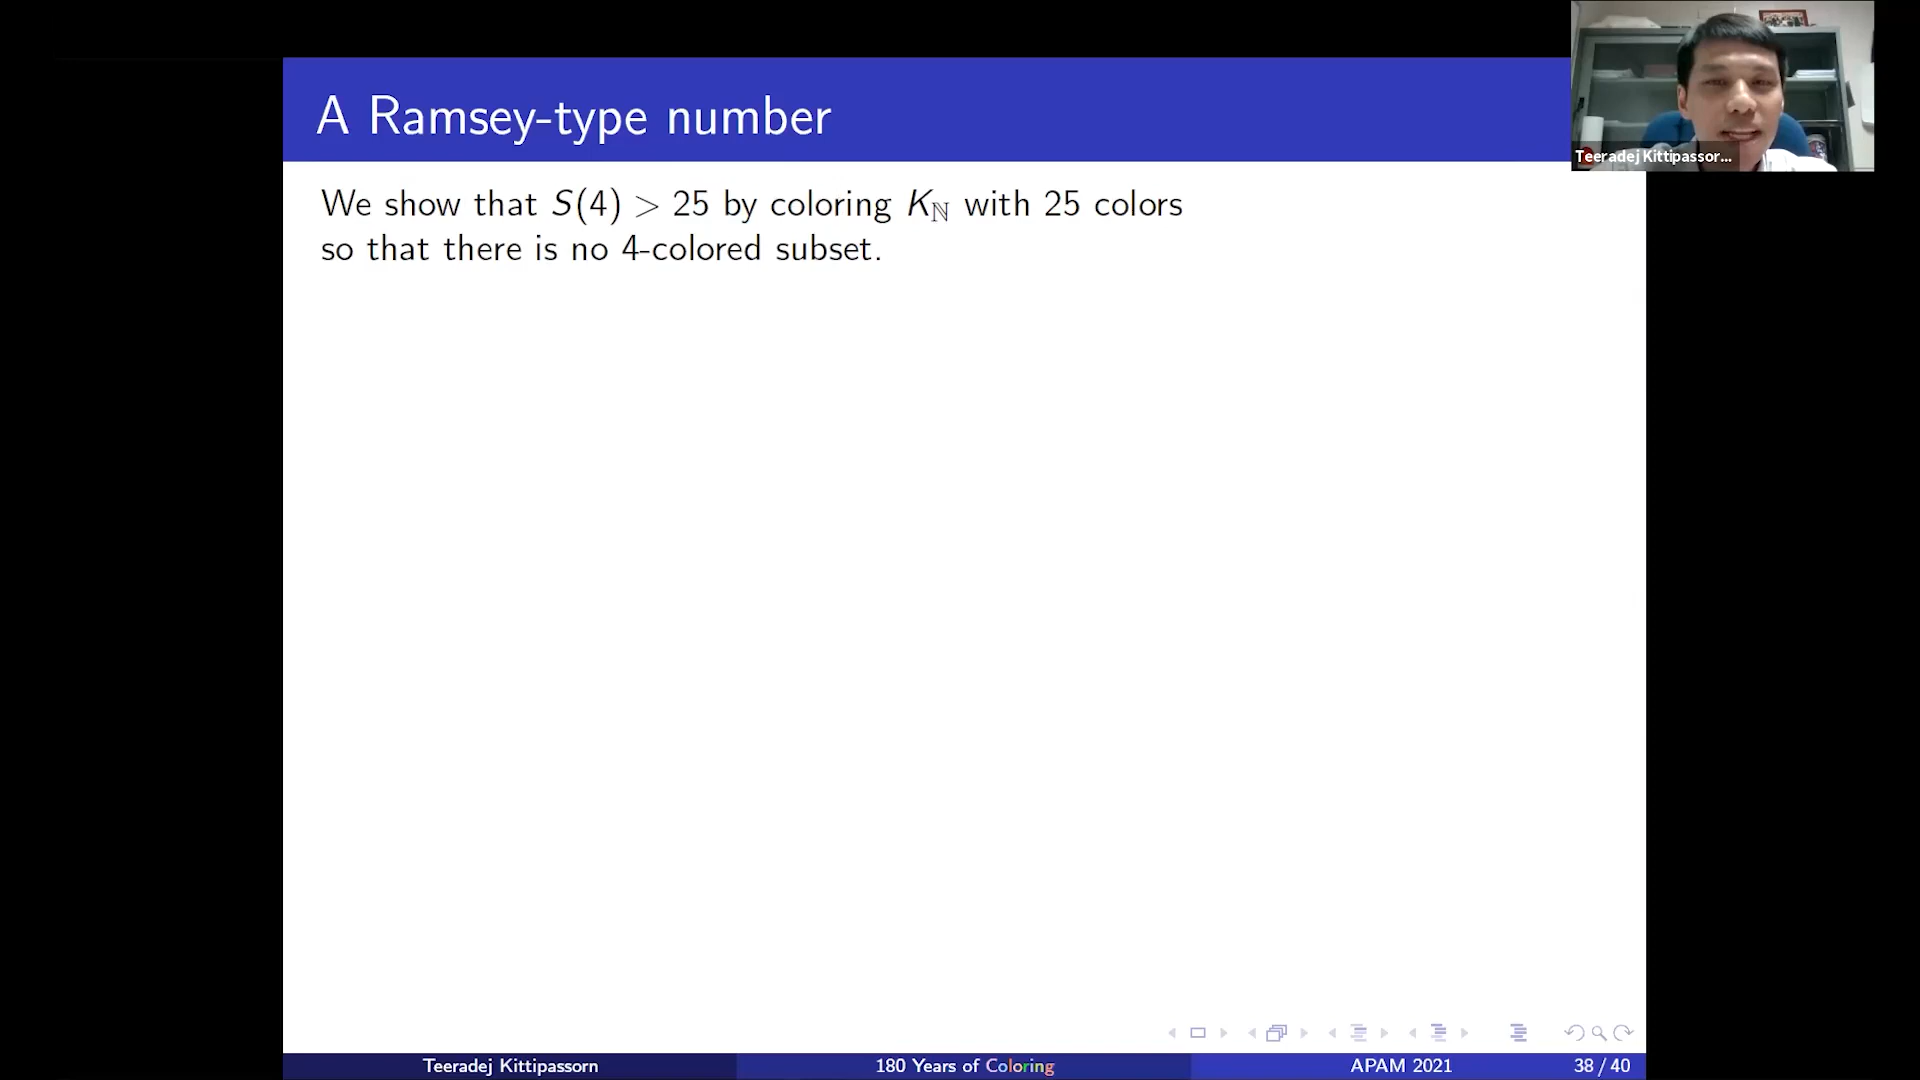 A Ramsey-type number
Teeradej Kittipassor...
We show that S(4) > 25 by coloring Kℕ with 25 colors
so that there is no 4-colored subset.
Teeradej Kittipassorn
180 Years of Coloring
APAM 2021
38 / 40